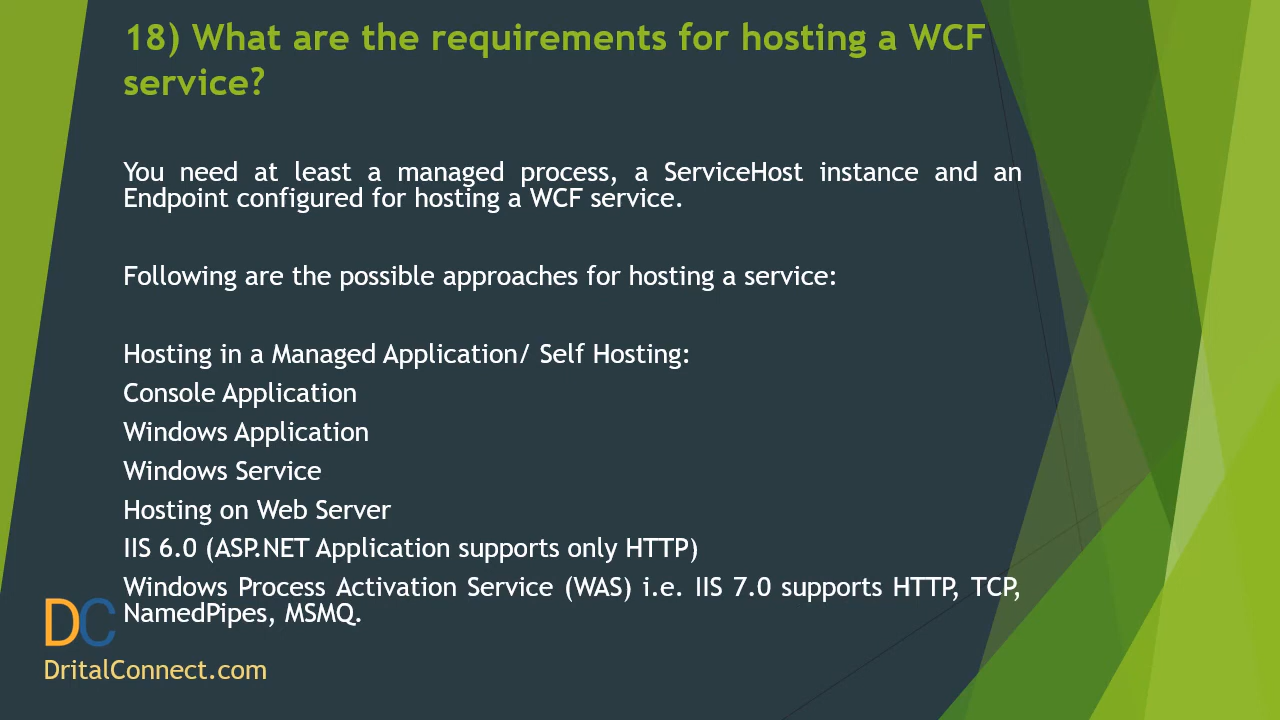 18) What are the requirements for hosting a WCF
service?
You need at least a managed process, a ServiceHost instance and an
Endpoint configured for hosting a WCF service.
Following are the possible approaches for hosting a service:
Hosting in a Managed Application/ Self Hosting:
Console Application
Windows Application
Windows Service
Hosting on Web Server
IIS 6.0 (ASP.NET Application supports only HTTP)
Windows Process Activation Service (WAS) i.e. IIS 7.0 supports HTTP, TCP,
NamedPipes, MSMQ.
DC
DritalConnect.com